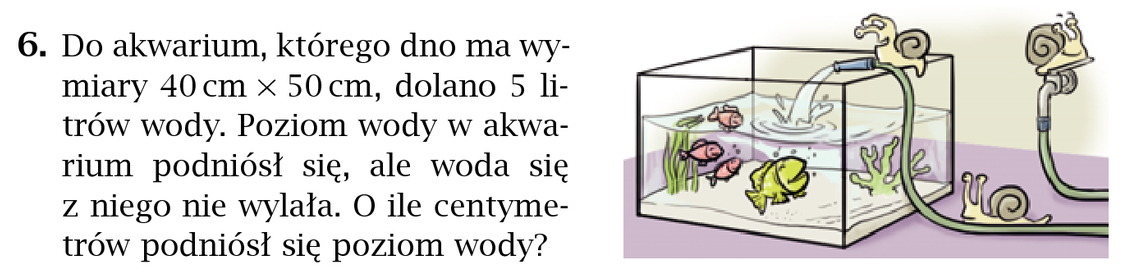 6. Do akwarium, którego dno ma wy-
miary 40 cm × 50 cm, dolano 5 li-
trów wody. Poziom wody w akwa-
rium podniósł się, ale woda się
z niego nie wylała. O ile centyme-
trów podniósł się poziom wody?